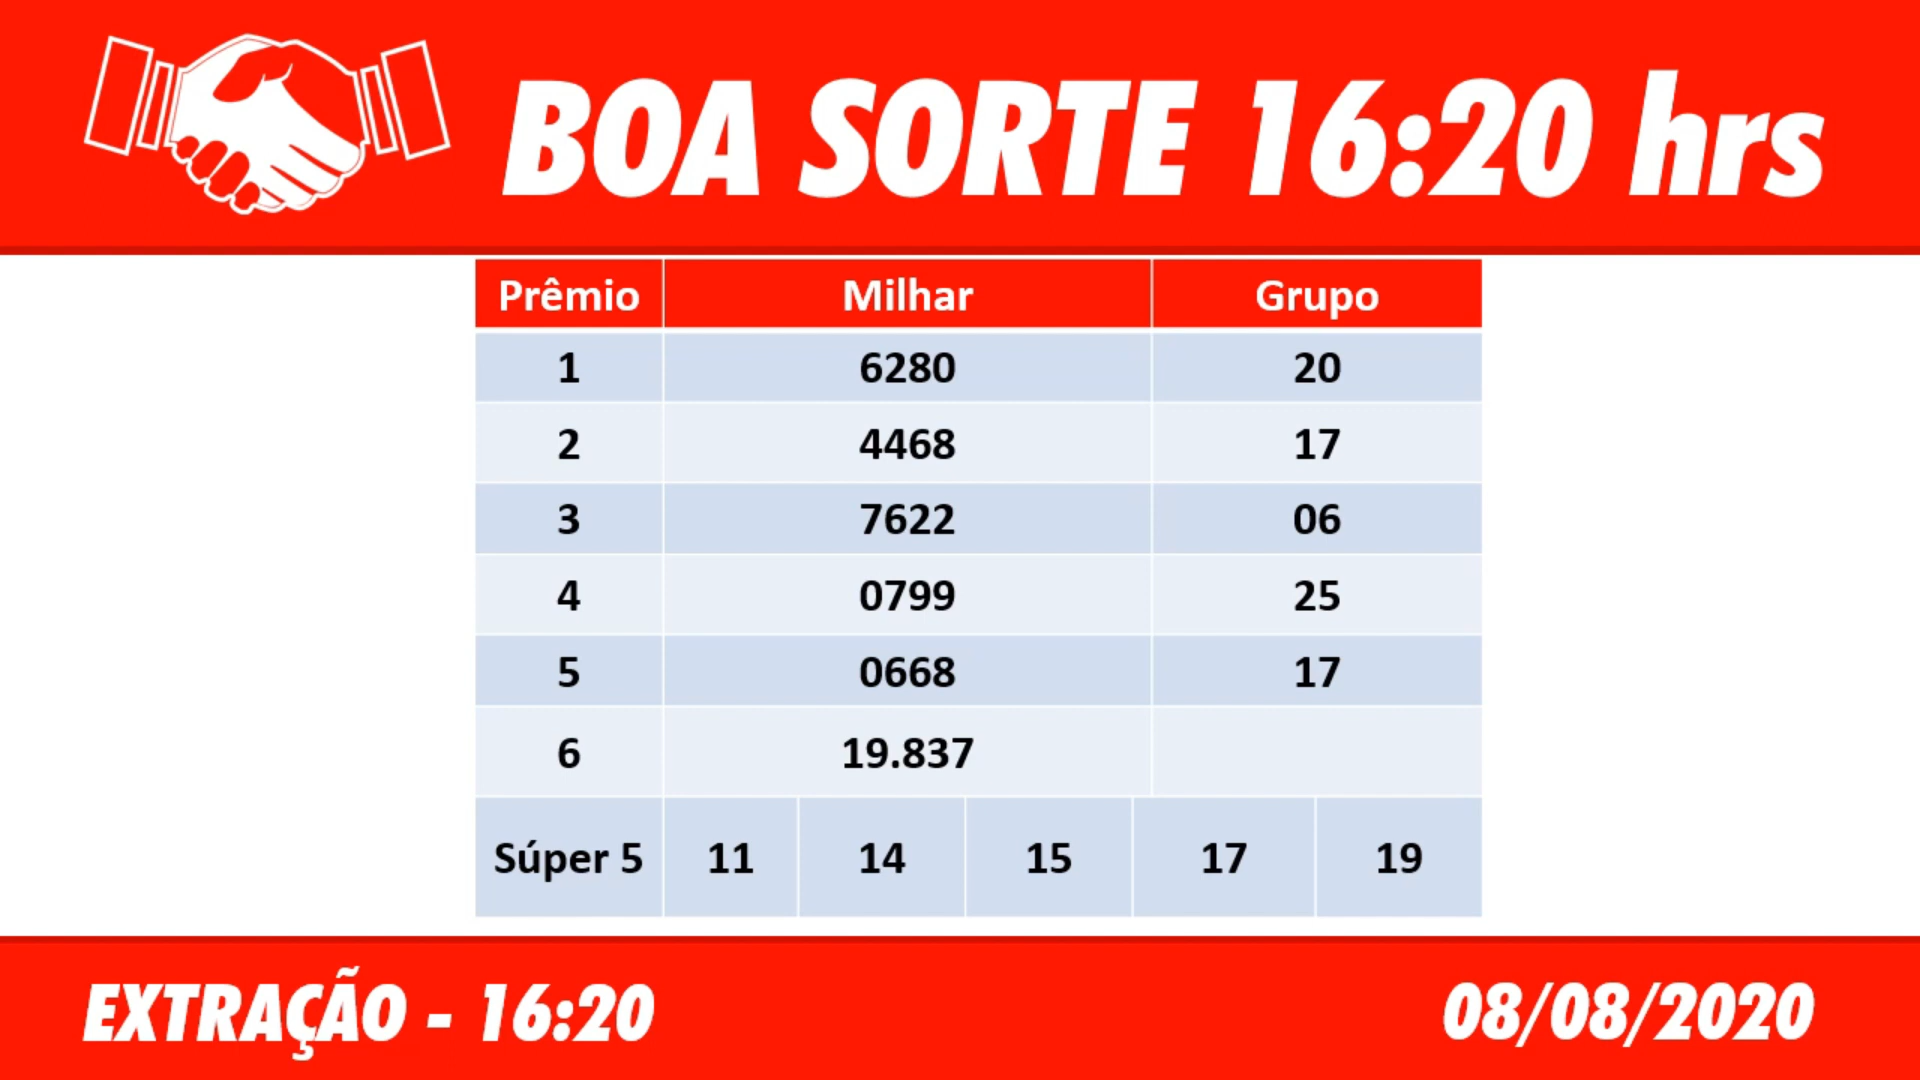 BOA SORTE 16:20 hrs
Prêmio Milhar Grupo
1 6280 20
2 4468 17
3 7622 06
4 0799 25
5 0668 17
6 19.837
Súper 5 11 14 15 17 19
EXTRAÇÃO - 16:20 08/08/2020